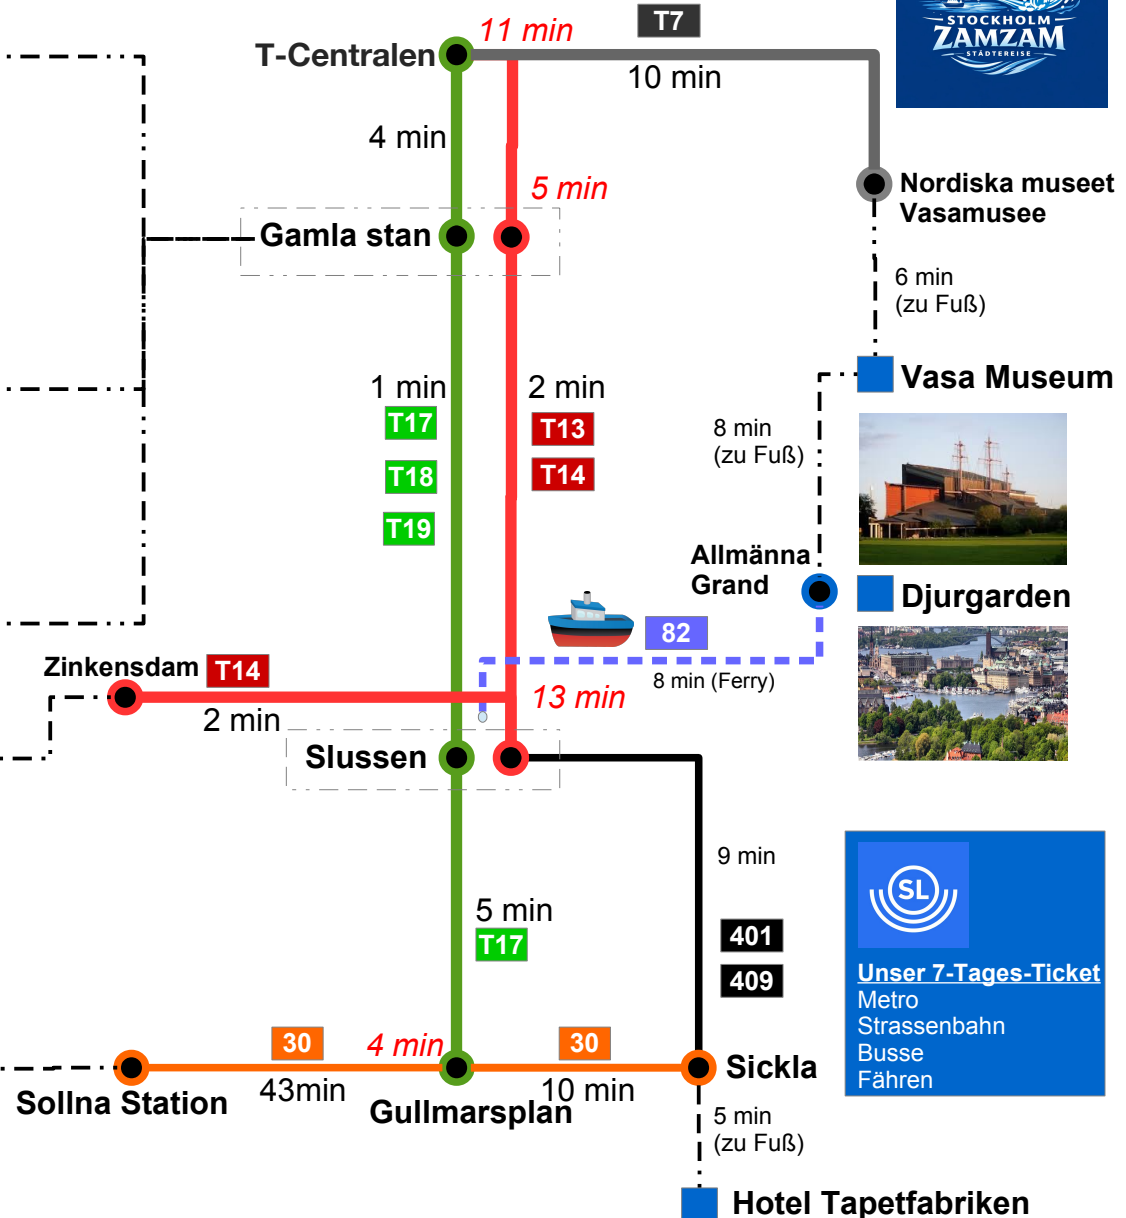 STOCKHOLM
ZAMZAM
STÄDTEREISE
11 min
T7
T-Centralen
10 min
4 min
5 min
Nordiska museet
Vasamusee
Gamla stan
6 min
(zu Fuß)
1 min
2 min
Vasa Museum
T17
T13
8 min
(zu Fuß)
T18
T14
T19
Allmänna
Grand
Djurgarden
82
Zinkensdam
T14
8 min (Ferry)
13 min
2 min
Slussen
9 min
5 min
T17
401
409
SL
Unser 7-Tages-Ticket
Metro
Strassenbahn
Busse
Fähren
30
4 min
30
Sickla
43min
10 min
Sollna Station
Gullmarsplan
5 min
(zu Fuß)
Hotel Tapetfabriken